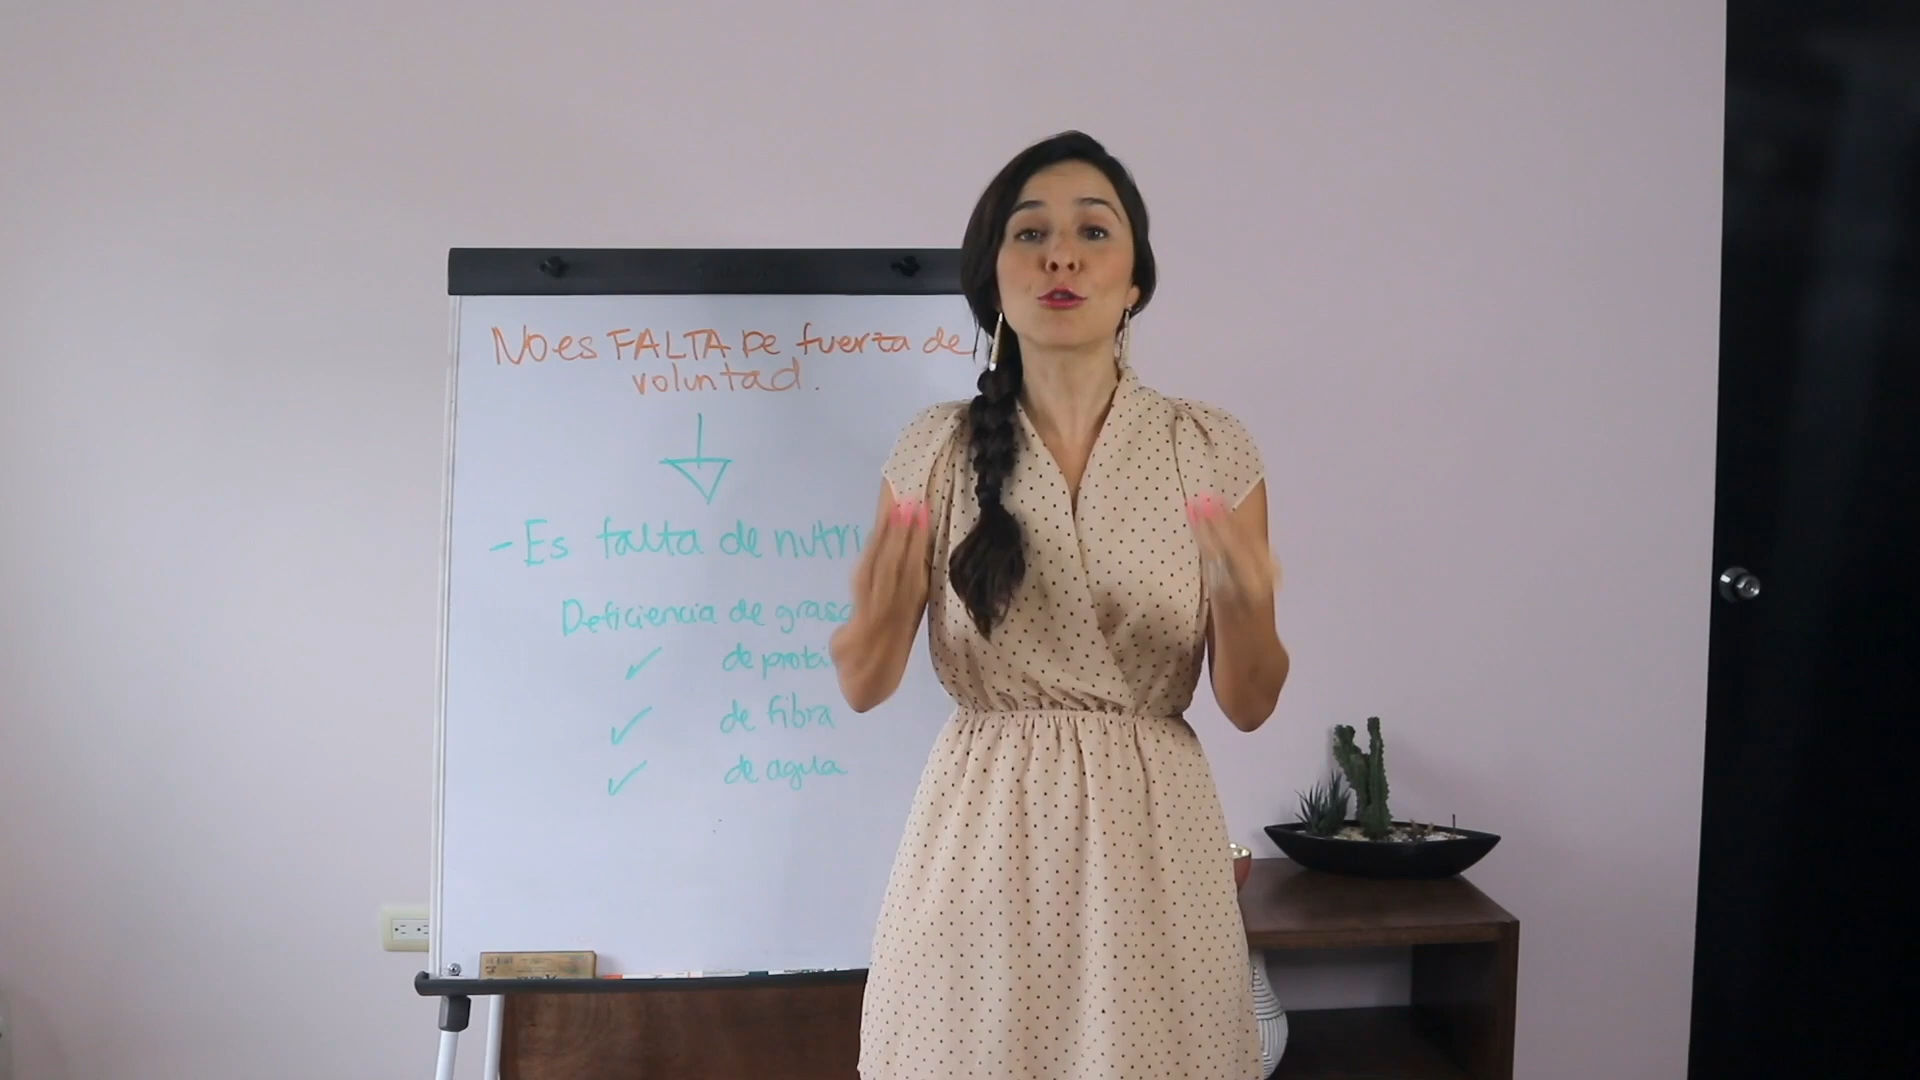 No es FALTA DE fuerza de
voluntad.
- Es falta de nutri
Deficiencia de grasa
✓ de protei
✓ de fibra
✓ de agua